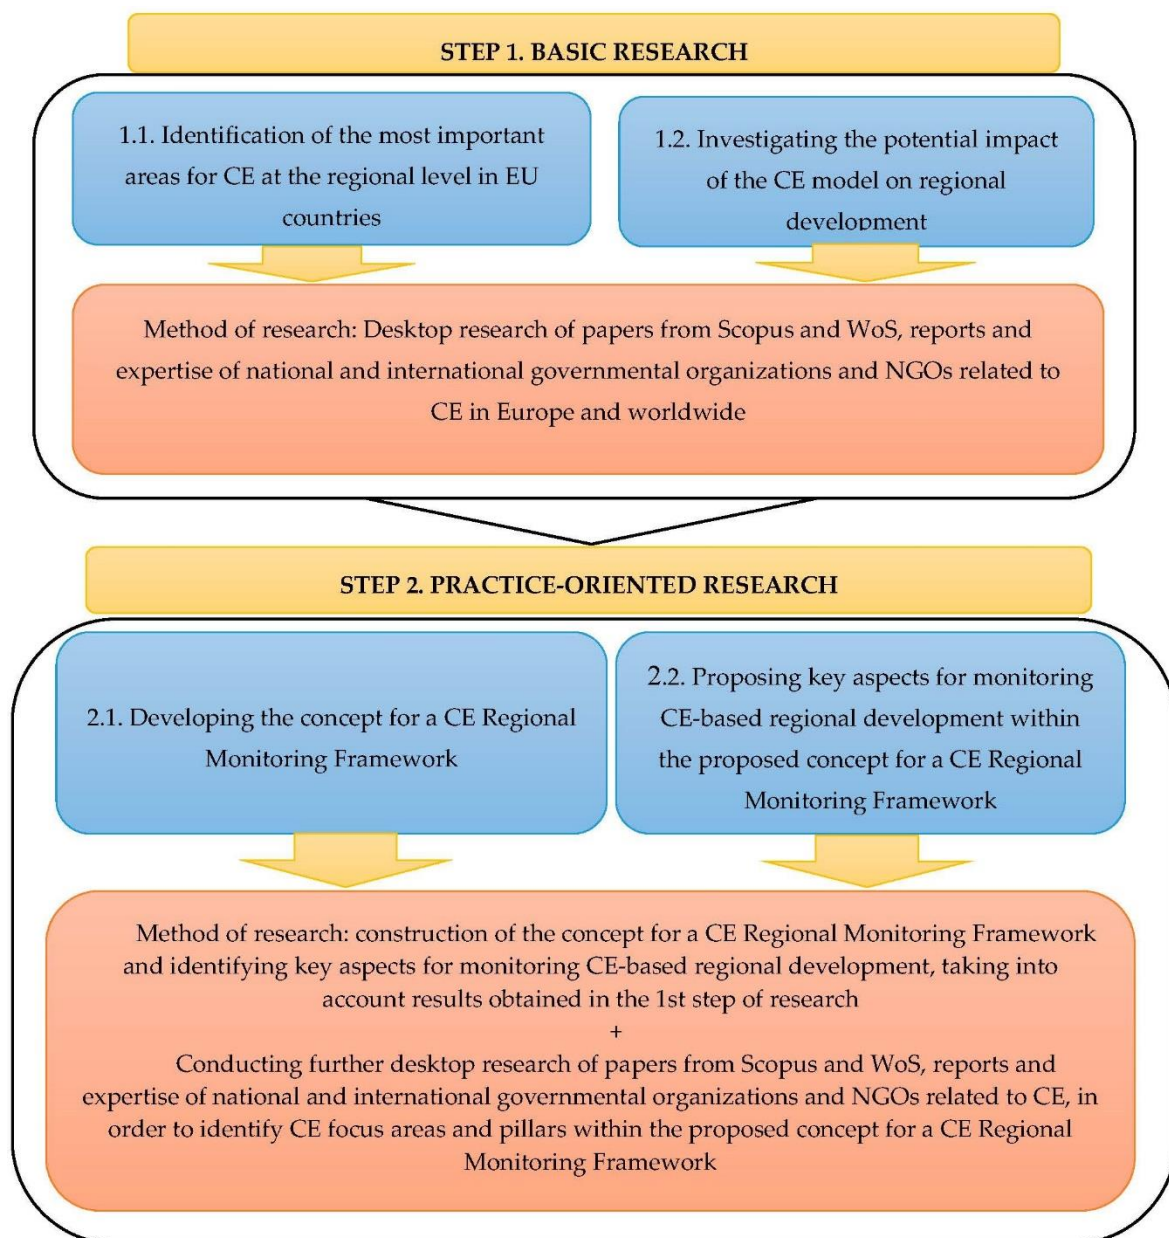 STEP 1. BASIC RESEARCH
1.1. Identification of the most important
areas for CE at the regional level in EU
countries
1.2. Investigating the potential impact
of the CE model on regional
development
Method of research: Desktop research of papers from Scopus and WoS, reports and
expertise of national and international governmental organizations and NGOs related to
CE in Europe and worldwide
STEP 2. PRACTICE-ORIENTED RESEARCH
2.1. Developing the concept for a CE Regional
Monitoring Framework
2.2. Proposing key aspects for monitoring
CE-based regional development within
the proposed concept for a CE Regional
Monitoring Framework
Method of research: construction of the concept for a CE Regional Monitoring Framework
and identifying key aspects for monitoring CE-based regional development, taking into
account results obtained in the 1st step of research
+
Conducting further desktop research of papers from Scopus and WoS, reports and
expertise of national and international governmental organizations and NGOs related to CE, in
order to identify CE focus areas and pillars within the proposed concept for a CE Regional
Monitoring Framework